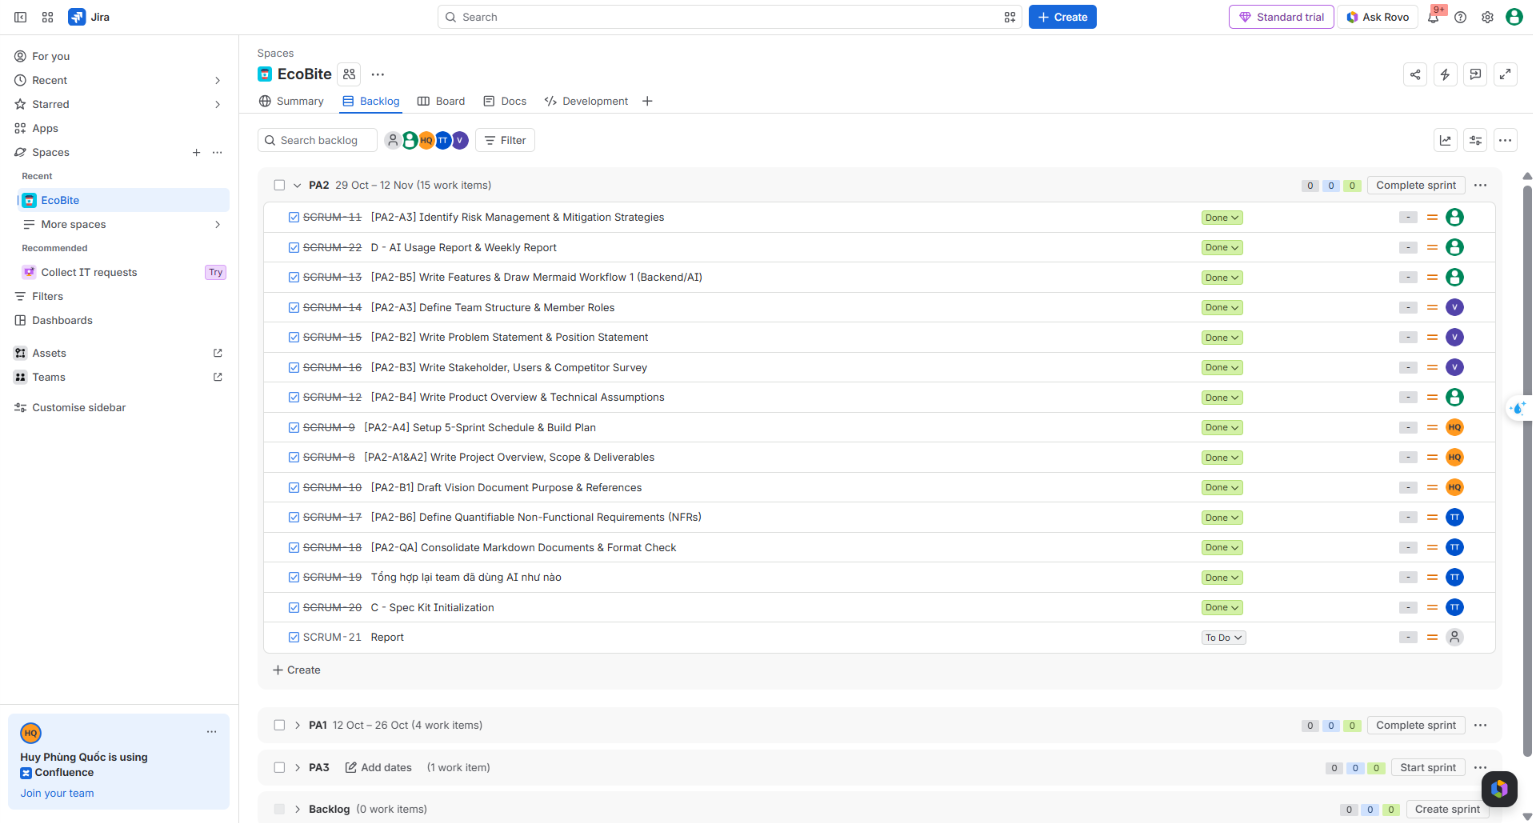 Jira
Search
Create
Standard trial
Ask Rovo
9+
For you
Recent
Starred
Apps
Spaces
Recent
EcoBite
More spaces
Recommended
Collect IT requests Try
Filters
Dashboards
Assets
Teams
Customise sidebar
HQ
Huy Phùng Quốc is using
Confluence
Join your team
Spaces
EcoBite
Summary
Backlog
Board
Docs
Development
Search backlog
HQ TT V
Filter
PA2 29 Oct – 12 Nov (15 work items) 0 0 0 Complete sprint
SCRUM-11 [PA2-A3] Identify Risk Management & Mitigation Strategies Done -
SCRUM-22 D - AI Usage Report & Weekly Report Done -
SCRUM-13 [PA2-B5] Write Features & Draw Mermaid Workflow 1 (Backend/AI) Done -
SCRUM-14 [PA2-A3] Define Team Structure & Member Roles Done - V
SCRUM-15 [PA2-B2] Write Problem Statement & Position Statement Done - V
SCRUM-16 [PA2-B3] Write Stakeholder, Users & Competitor Survey Done - V
SCRUM-12 [PA2-B4] Write Product Overview & Technical Assumptions Done -
SCRUM-9 [PA2-A4] Setup 5-Sprint Schedule & Build Plan Done - HQ
SCRUM-8 [PA2-A1&A2] Write Project Overview, Scope & Deliverables Done - HQ
SCRUM-10 [PA2-B1] Draft Vision Document Purpose & References Done - HQ
SCRUM-17 [PA2-B6] Define Quantifiable Non-Functional Requirements (NFRs) Done - TT
SCRUM-18 [PA2-QA] Consolidate Markdown Documents & Format Check Done - TT
SCRUM-19 Tổng hợp lại team đã dùng AI như nào Done - TT
SCRUM-20 C - Spec Kit Initialization Done - TT
SCRUM-21 Report To Do -
Create
PA1 12 Oct – 26 Oct (4 work items) 0 0 0 Complete sprint
PA3 Add dates (1 work item) 0 0 0 Start sprint
Backlog (0 work items) 0 0 0 Create sprint